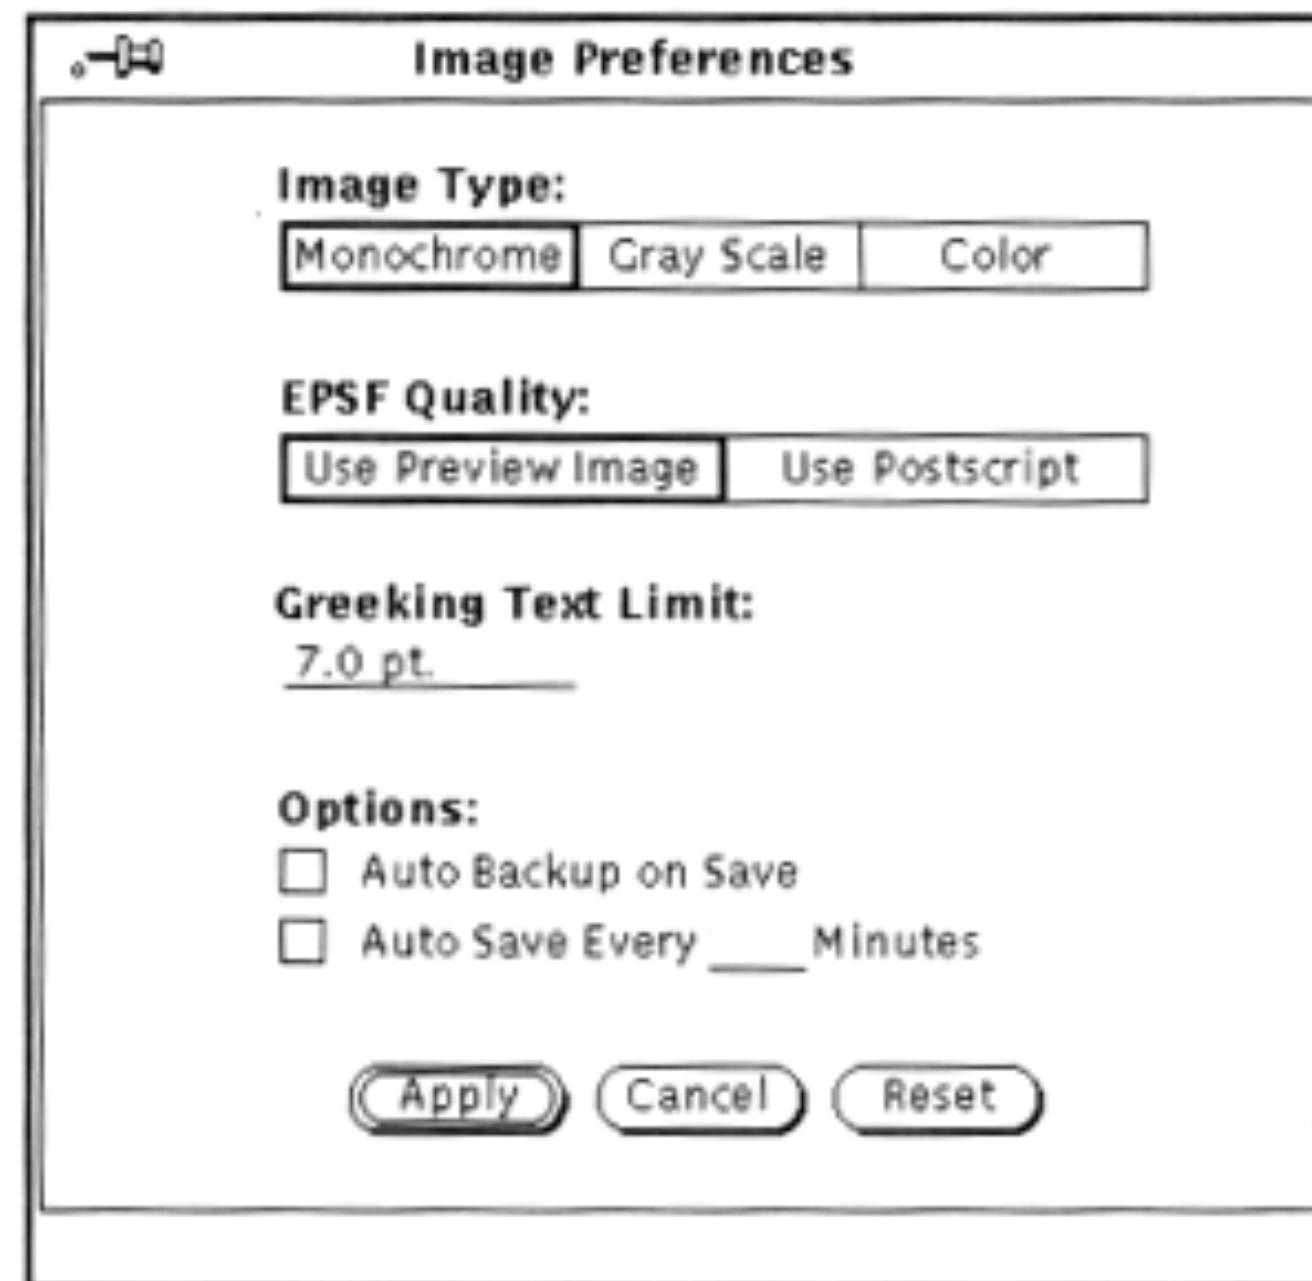 Image Preferences
Image Type:
Monochrome Gray Scale Color
EPSF Quality:
Use Preview Image Use Postscript
Greeking Text Limit:
7.0 pt.
Options:
Auto Backup on Save
Auto Save Every ____ Minutes
Apply Cancel Reset